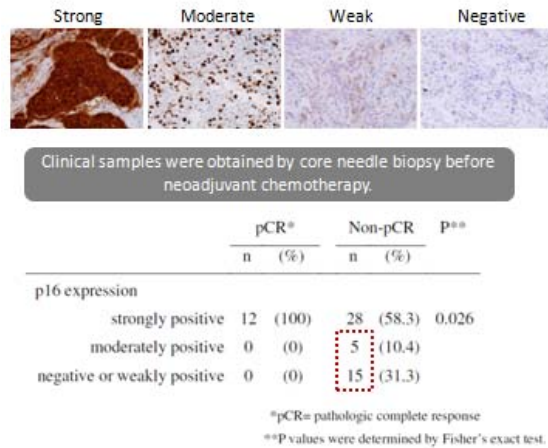 Strong Moderate Weak Negative
Clinical samples were obtained by core needle biopsy before
neoadjuvant chemotherapy.
pCR* Non-pCR P**
n (%) n (%)
p16 expression
strongly positive 12 (100) 28 (58.3) 0.026
moderately positive 0 (0) 5 (10.4)
negative or weakly positive 0 (0) 15 (31.3)
*pCR= pathologic complete response
**P values were determined by Fisher's exact test